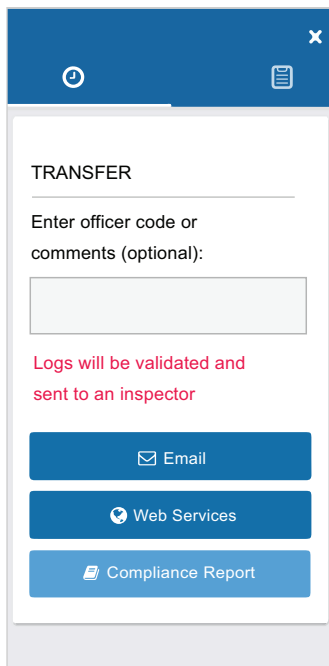 TRANSFER
Enter officer code or
comments (optional):
Logs will be validated and
sent to an inspector
Email
Web Services
Compliance Report